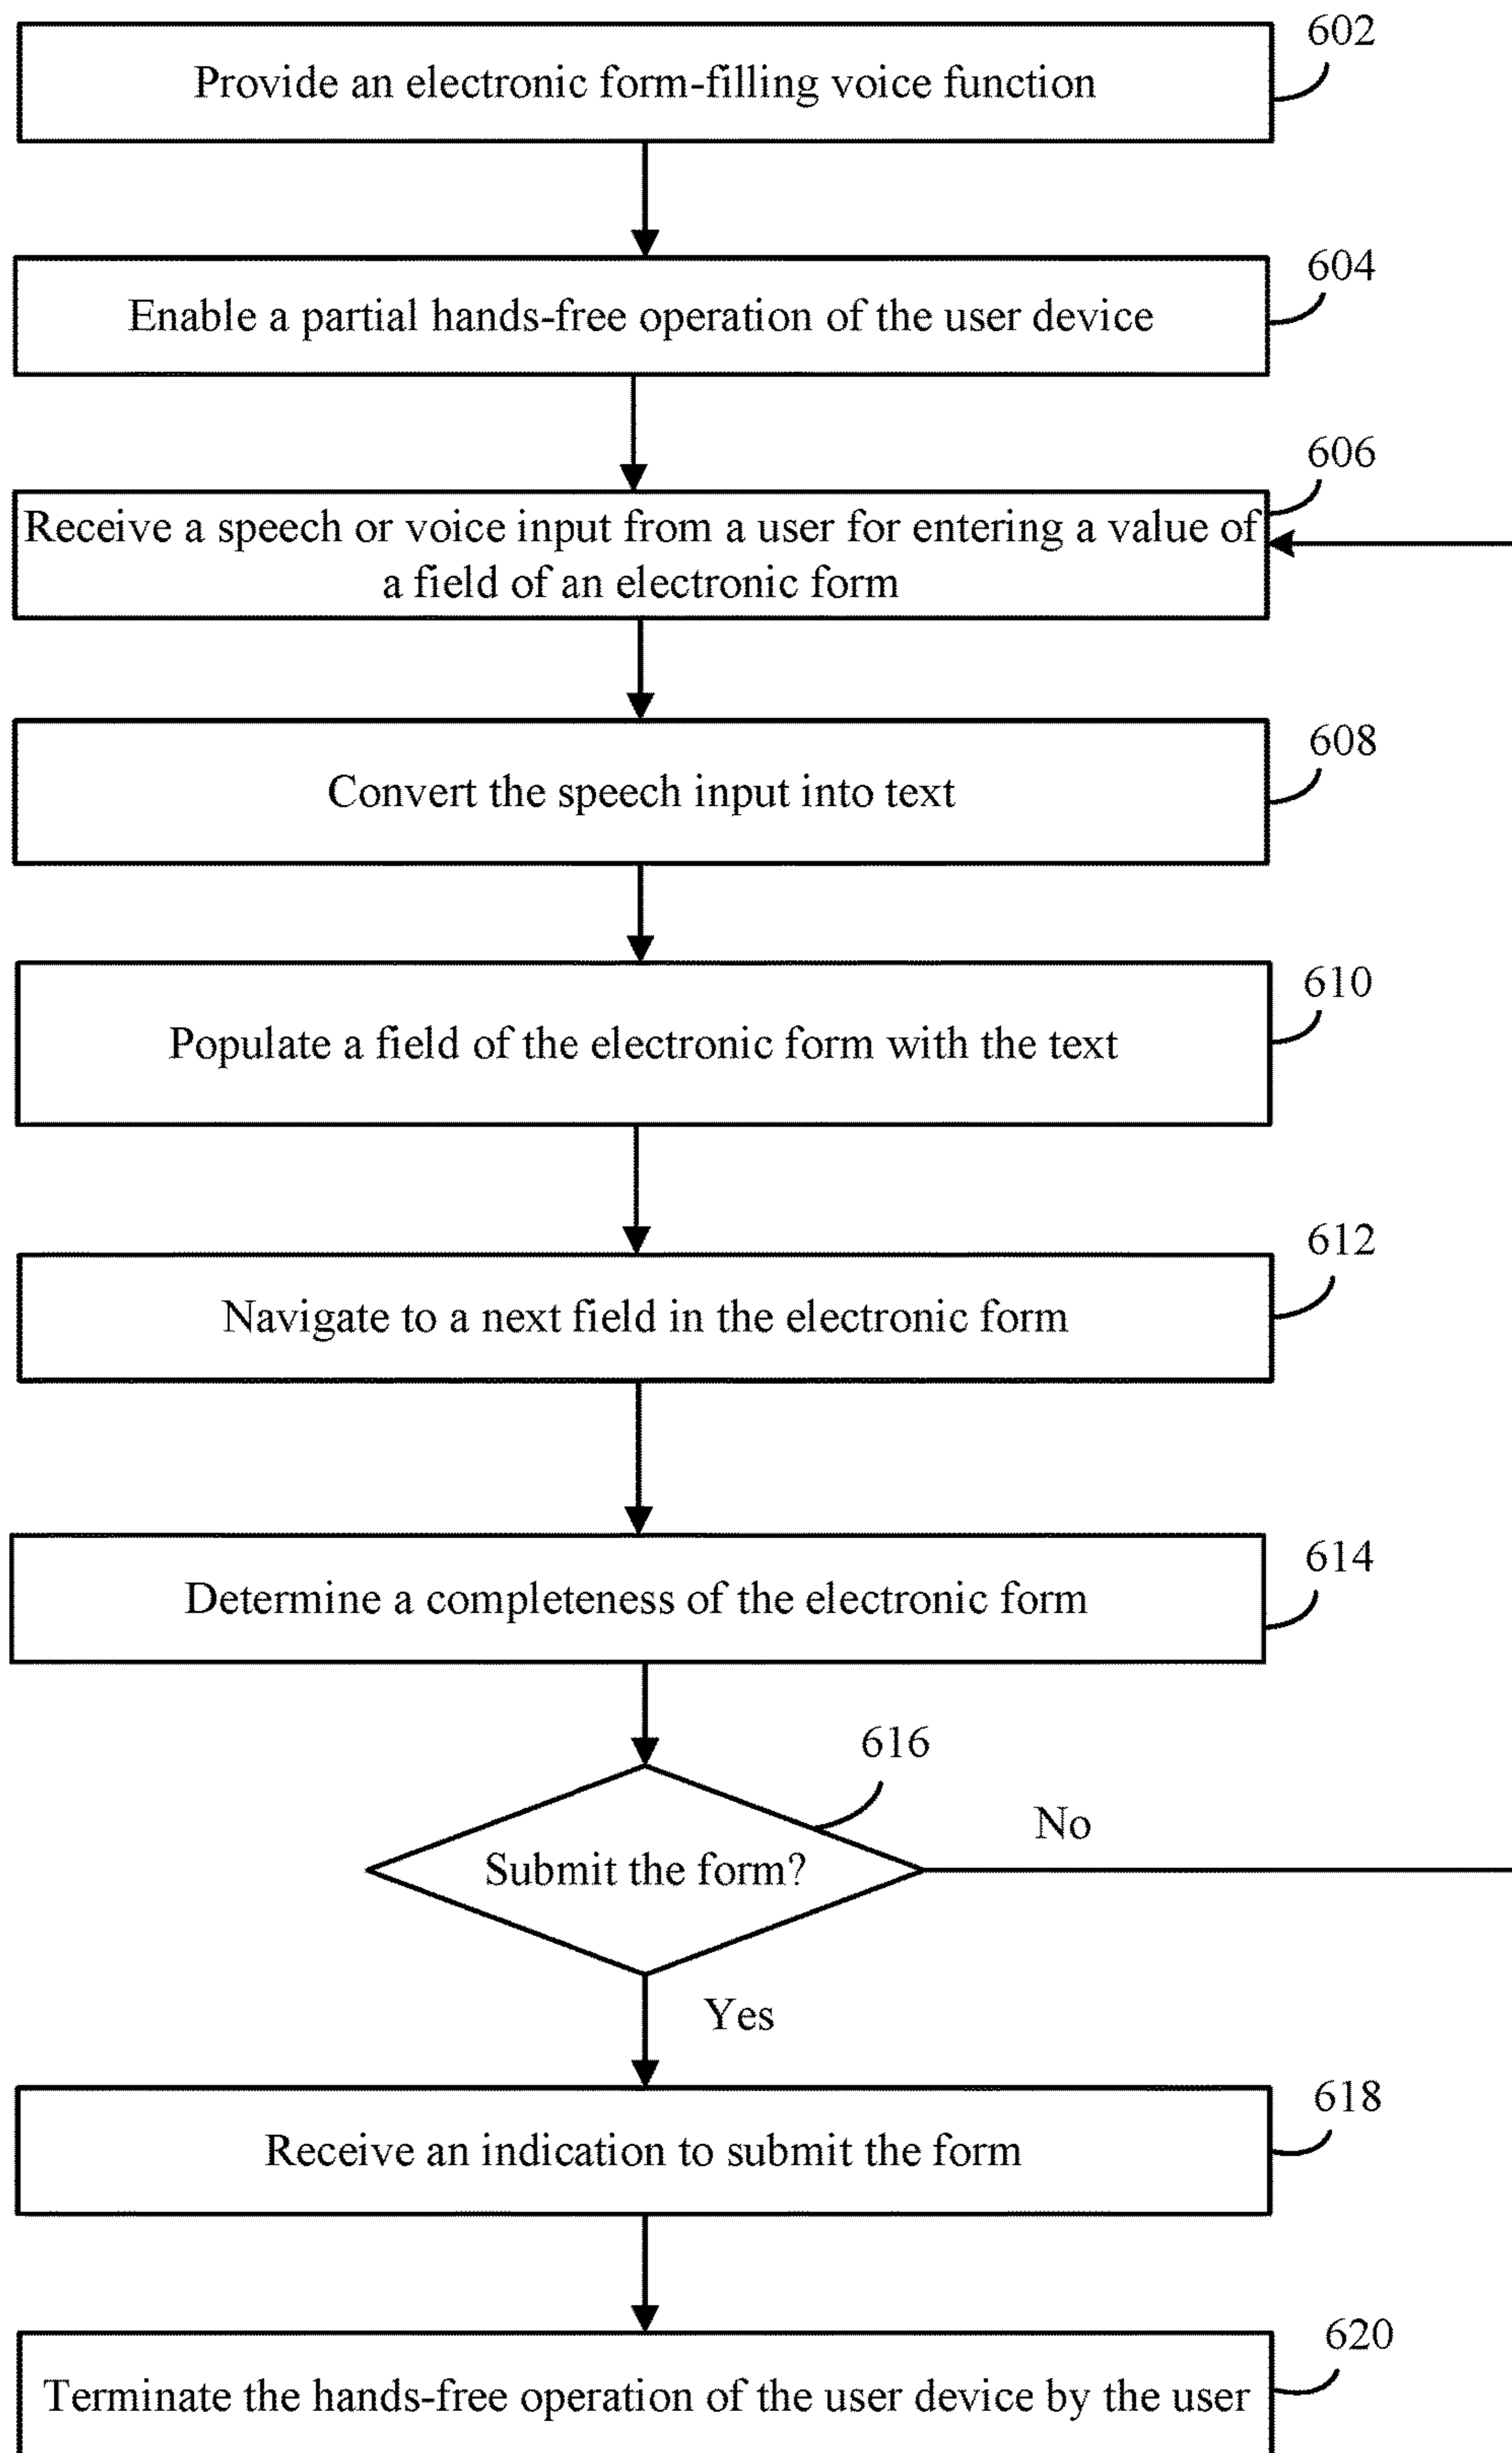 602
Provide an electronic form-filling voice function
604
Enable a partial hands-free operation of the user device
606
Receive a speech or voice input from a user for entering a value of
a field of an electronic form
608
Convert the speech input into text
610
Populate a field of the electronic form with the text
612
Navigate to a next field in the electronic form
614
Determine a completeness of the electronic form
616
No
Submit the form?
Yes
618
Receive an indication to submit the form
620
Terminate the hands-free operation of the user device by the user